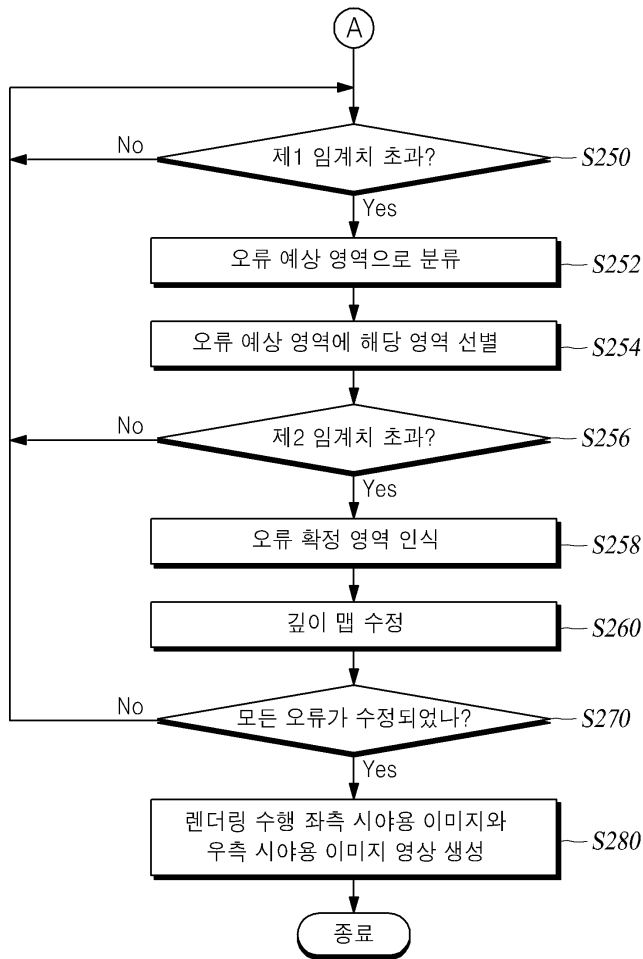 A
No
제1 임계치 초과?
S250
Yes
오류 예상 영역으로 분류
S252
오류 예상 영역에 해당 영역 선별
S254
No
제2 임계치 초과?
S256
Yes
오류 확정 영역 인식
S258
깊이 맵 수정
S260
No
모든 오류가 수정되었나?
S270
Yes
렌더링 수행 좌측 시야용 이미지와
우측 시야용 이미지 영상 생성
S280
종료